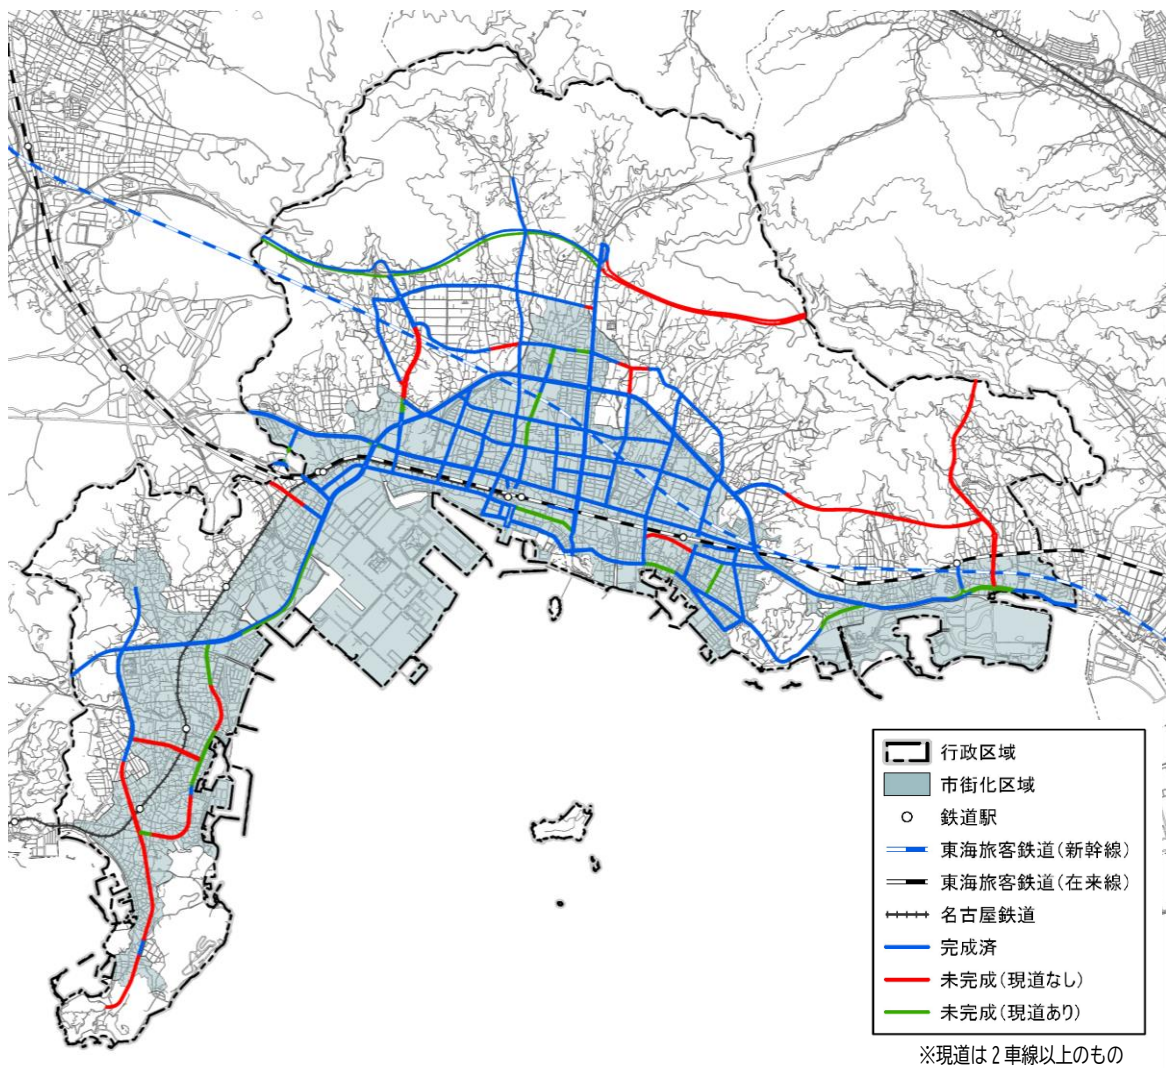 行政区域
市街化区域
鉄道駅
東海旅客鉄道(新幹線)
東海旅客鉄道(在来線)
名古屋鉄道
完成済
未完成(現道なし)
未完成(現道あり)
※現道は2車線以上のもの